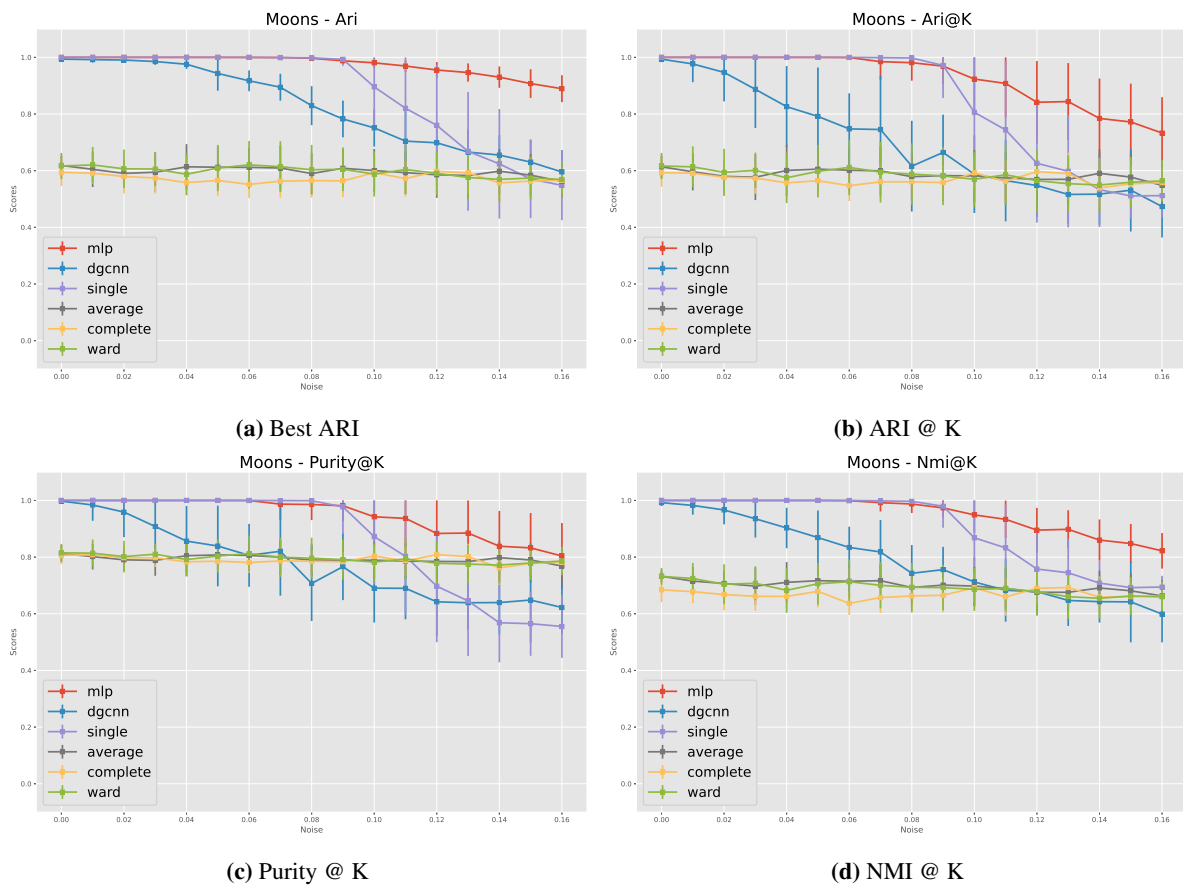 Moons - Ari
1.0
0.8
0.6
0.4
0.2
0.0
Scores
mlp
dgcnn
single
average
complete
ward
0.00 0.02 0.04 0.06 0.08 0.10 0.12 0.14 0.16
Noise
(a) Best ARI
Moons - Ari@K
1.0
0.8
0.6
0.4
0.2
0.0
Scores
mlp
dgcnn
single
average
complete
ward
0.00 0.02 0.04 0.06 0.08 0.10 0.12 0.14 0.16
Noise
(b) ARI @ K
Moons - Purity@K
1.0
0.8
0.6
0.4
0.2
0.0
Scores
mlp
dgcnn
single
average
complete
ward
0.00 0.02 0.04 0.06 0.08 0.10 0.12 0.14 0.16
Noise
(c) Purity @ K
Moons - Nmi@K
1.0
0.8
0.6
0.4
0.2
0.0
Scores
mlp
dgcnn
single
average
complete
ward
0.00 0.02 0.04 0.06 0.08 0.10 0.12 0.14 0.16
Noise
(d) NMI @ K